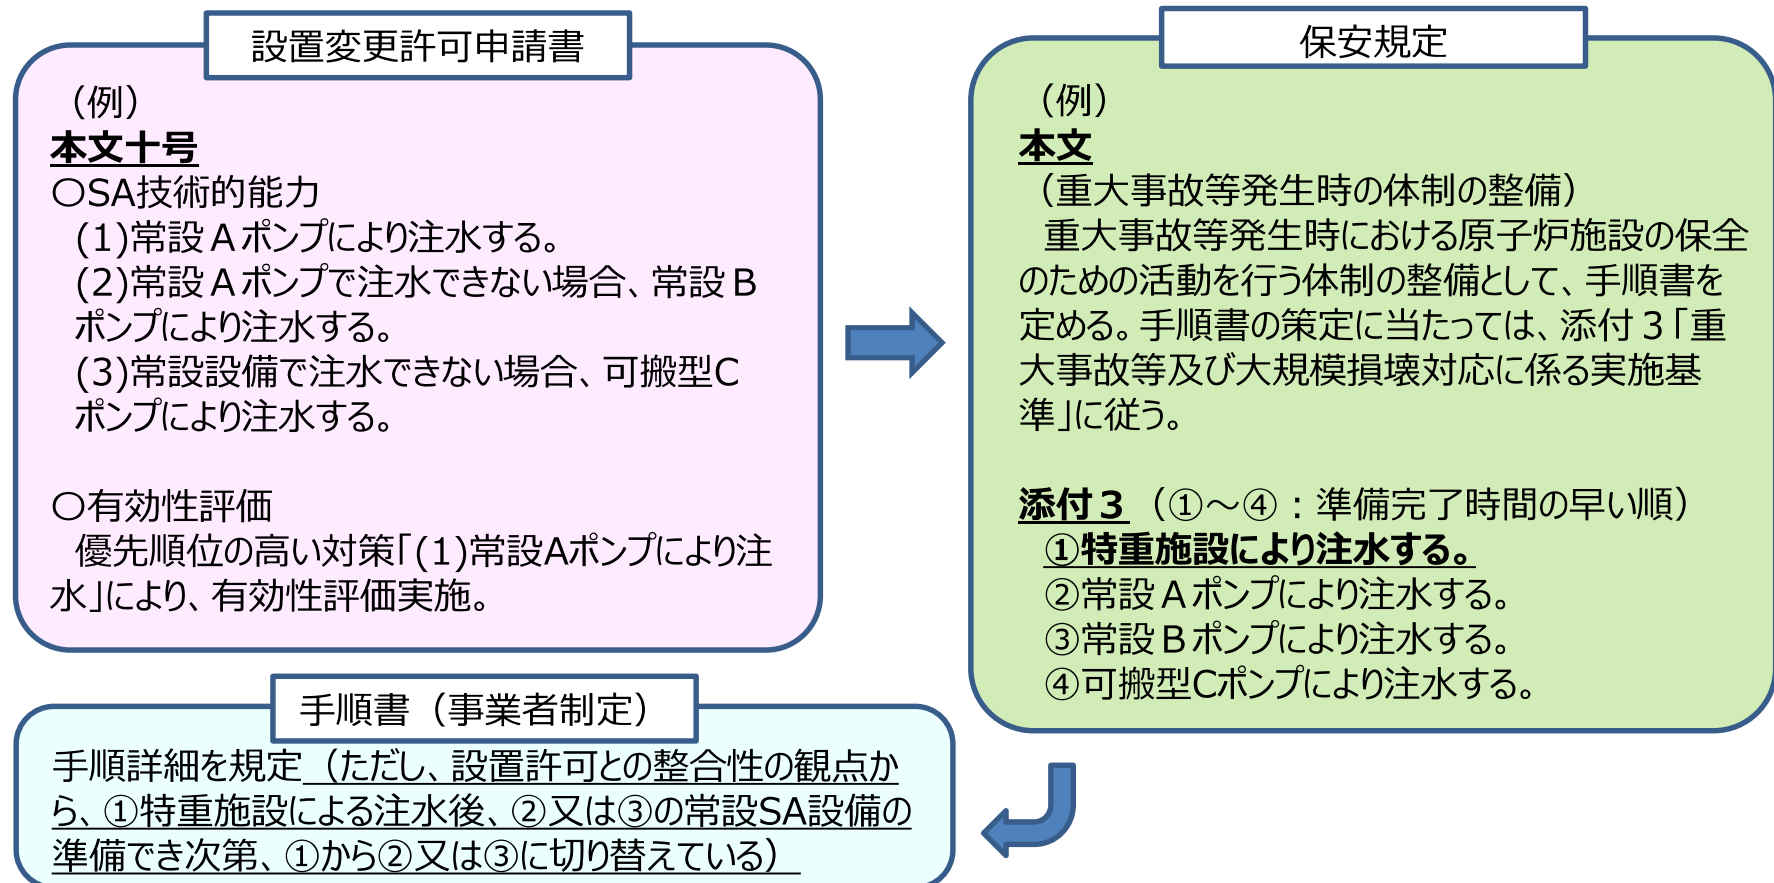 設置変更許可申請書
（例）
本文十号
○SA技術的能力
(1)常設Ａポンプにより注水する。
(2)常設Ａポンプで注水できない場合、常設Ｂ
ポンプにより注水する。
(3)常設設備で注水できない場合、可搬型C
ポンプにより注水する。
○有効性評価
優先順位の高い対策「(1)常設Aポンプにより注
水」により、有効性評価実施。
保安規定
（例）
本文
（重大事故等発生時の体制の整備）
重大事故等発生時における原子炉施設の保全
のための活動を行う体制の整備として、手順書を
定める。手順書の策定に当たっては、添付３「重
大事故等及び大規模損壊対応に係る実施基
準」に従う。
添付３（①～④：準備完了時間の早い順）
①特重施設により注水する。
②常設Ａポンプにより注水する。
③常設Ｂポンプにより注水する。
④可搬型Cポンプにより注水する。
手順書（事業者制定）
手順詳細を規定（ただし、設置許可との整合性の観点か
ら、①特重施設による注水後、②又は③の常設SA設備の
準備でき次第、①から②又は③に切り替えている）